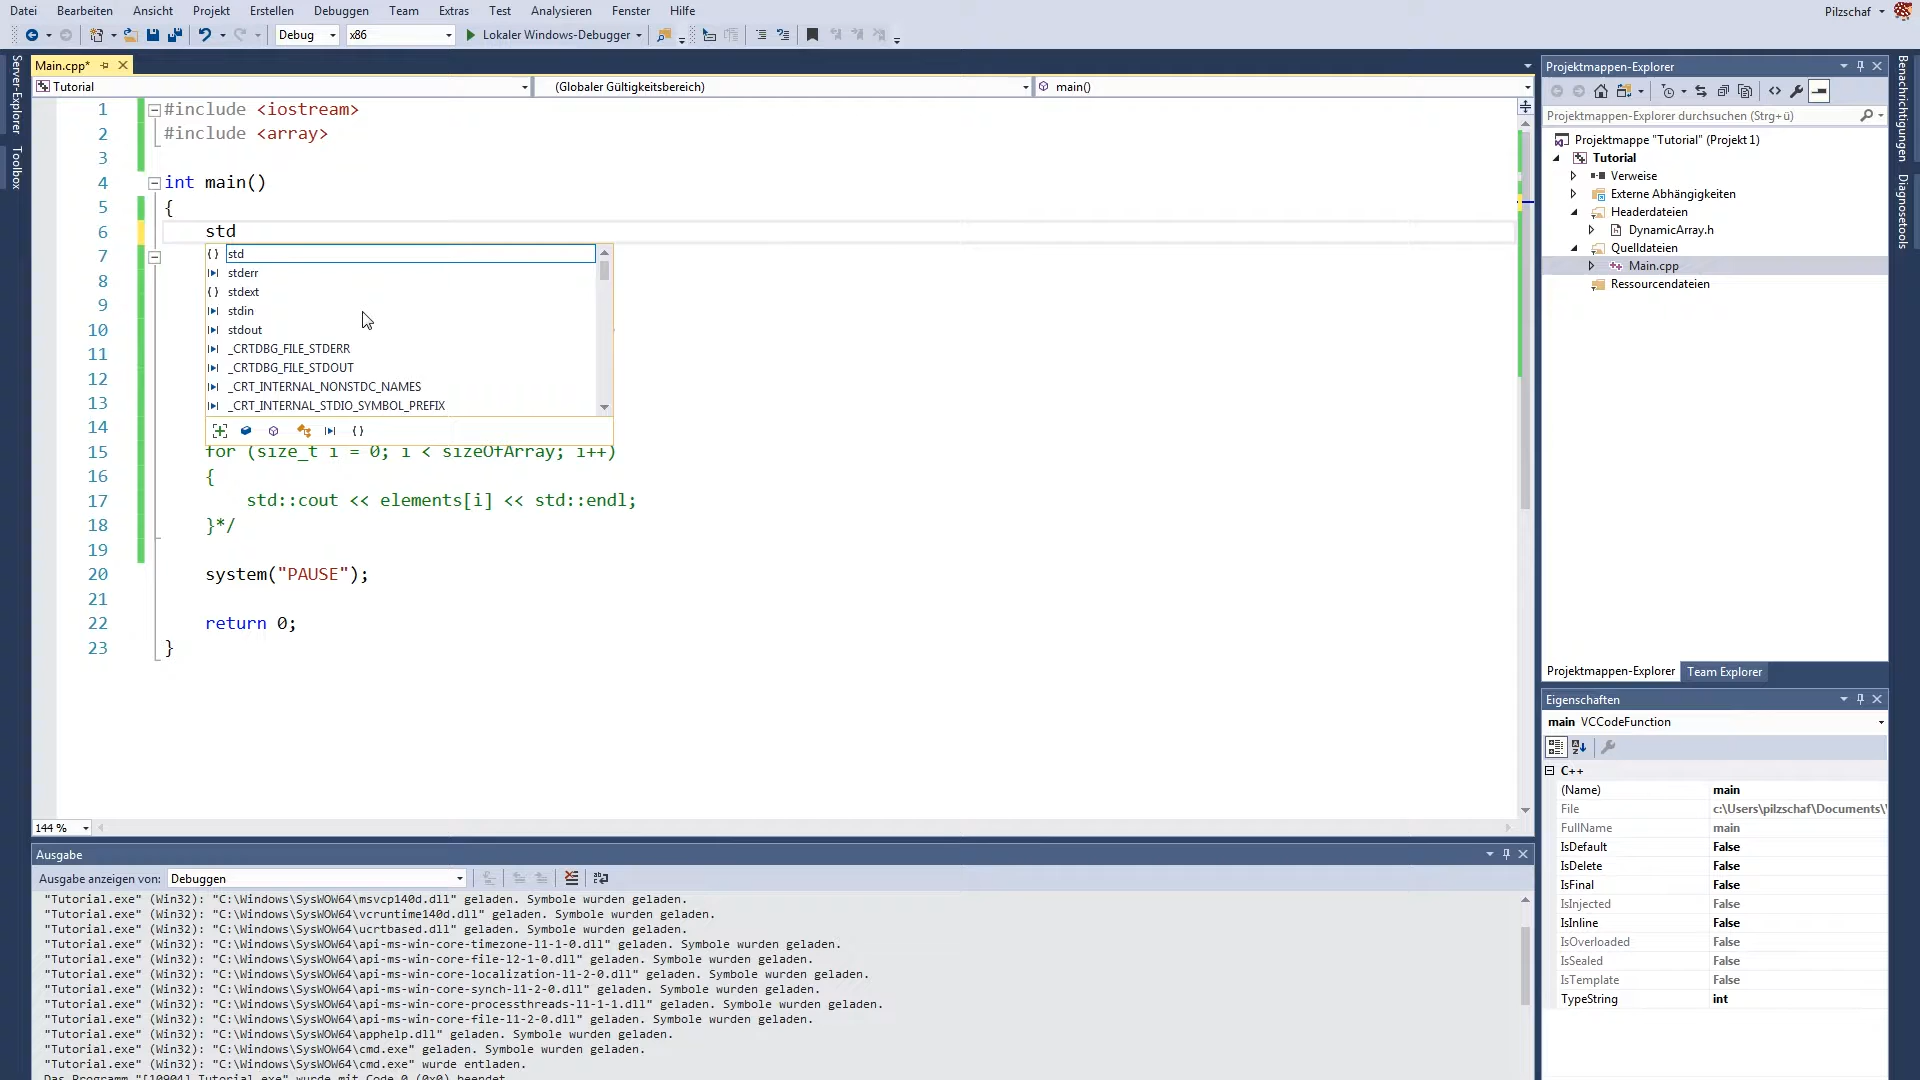 Datei Bearbeiten Ansicht Projekt Erstellen Debuggen Team Extras Test Analysieren Fenster Hilfe
Pilzschaf
Debug x86 Lokaler Windows-Debugger
Server-Explorer
Toolbox
Main.cpp*
Tutorial
(Globaler Gültigkeitsbereich)
main()
1 #include <iostream>
2 #include <array>
3
4 int main()
5 {
6 std
7
8
9
10
11
12
13
14
std
stderr
stdext
stdin
stdout
_CRTDBG_FILE_STDERR
_CRTDBG_FILE_STDOUT
_CRT_INTERNAL_NONSTDC_NAMES
_CRT_INTERNAL_STDIO_SYMBOL_PREFIX
15 for (size_t i = 0; i < sizeOfArray; i++)
16 {
17 std::cout << elements[i] << std::endl;
18 }*/
19
20 system("PAUSE");
21
22 return 0;
23 }
144 %
Ausgabe
Ausgabe anzeigen von: Debuggen
"Tutorial.exe" (Win32): "C:\Windows\SysWOW64\msvcp140d.dll" geladen. Symbole wurden geladen.
"Tutorial.exe" (Win32): "C:\Windows\SysWOW64\vcruntime140d.dll" geladen. Symbole wurden geladen.
"Tutorial.exe" (Win32): "C:\Windows\SysWOW64\ucrtbased.dll" geladen. Symbole wurden geladen.
"Tutorial.exe" (Win32): "C:\Windows\SysWOW64\api-ms-win-core-timezone-l1-1-0.dll" geladen. Symbole wurden geladen.
"Tutorial.exe" (Win32): "C:\Windows\SysWOW64\api-ms-win-core-file-l2-1-0.dll" geladen. Symbole wurden geladen.
"Tutorial.exe" (Win32): "C:\Windows\SysWOW64\api-ms-win-core-localization-l1-2-0.dll" geladen. Symbole wurden geladen.
"Tutorial.exe" (Win32): "C:\Windows\SysWOW64\api-ms-win-core-synch-l1-2-0.dll" geladen. Symbole wurden geladen.
"Tutorial.exe" (Win32): "C:\Windows\SysWOW64\api-ms-win-core-processthreads-l1-1-1.dll" geladen. Symbole wurden geladen.
"Tutorial.exe" (Win32): "C:\Windows\SysWOW64\api-ms-win-core-file-l1-2-0.dll" geladen. Symbole wurden geladen.
"Tutorial.exe" (Win32): "C:\Windows\SysWOW64\apphelp.dll" geladen. Symbole wurden geladen.
"Tutorial.exe" (Win32): "C:\Windows\SysWOW64\cmd.exe" geladen. Symbole wurden geladen.
"Tutorial.exe" (Win32): "C:\Windows\SysWOW64\cmd.exe" wurde entladen.
Das Programm "[10904] Tutorial.exe" wurde mit Code 0 (0x0) beendet.
Projektmappen-Explorer
Projektmappen-Explorer durchsuchen (Strg+ü)
Projektmappe "Tutorial" (Projekt 1)
Tutorial
Verweise
Externe Abhängigkeiten
Headerdateien
DynamicArray.h
Quelldateien
Main.cpp
Ressourcendateien
Projektmappen-Explorer Team Explorer
Eigenschaften
main VCCodeFunction
C++
(Name) main
File c:\Users\pilzschaf\Documents\
FullName main
IsDefault False
IsDelete False
IsFinal False
IsInjected False
IsInline False
IsOverloaded False
IsSealed False
IsTemplate False
TypeString int
Benachrichtigungen
Diagnosetools